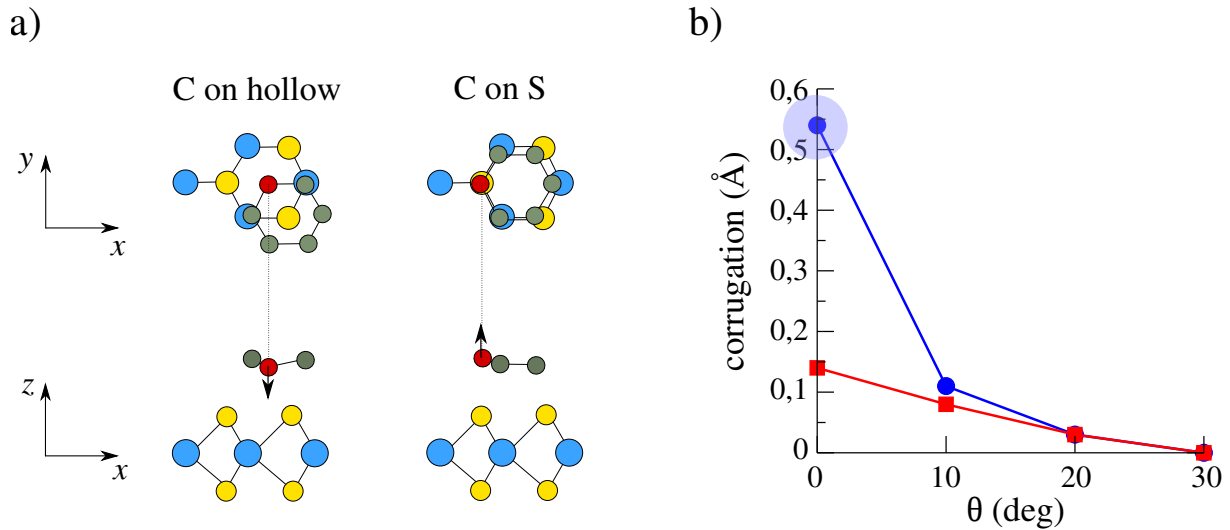 a)
C on hollow
C on S
y
x
y
x
z
x
z
x
b)
corrugation (Å)
0,6
0,5
0,4
0,3
0,2
0,1
0
0
10
20
30
θ (deg)